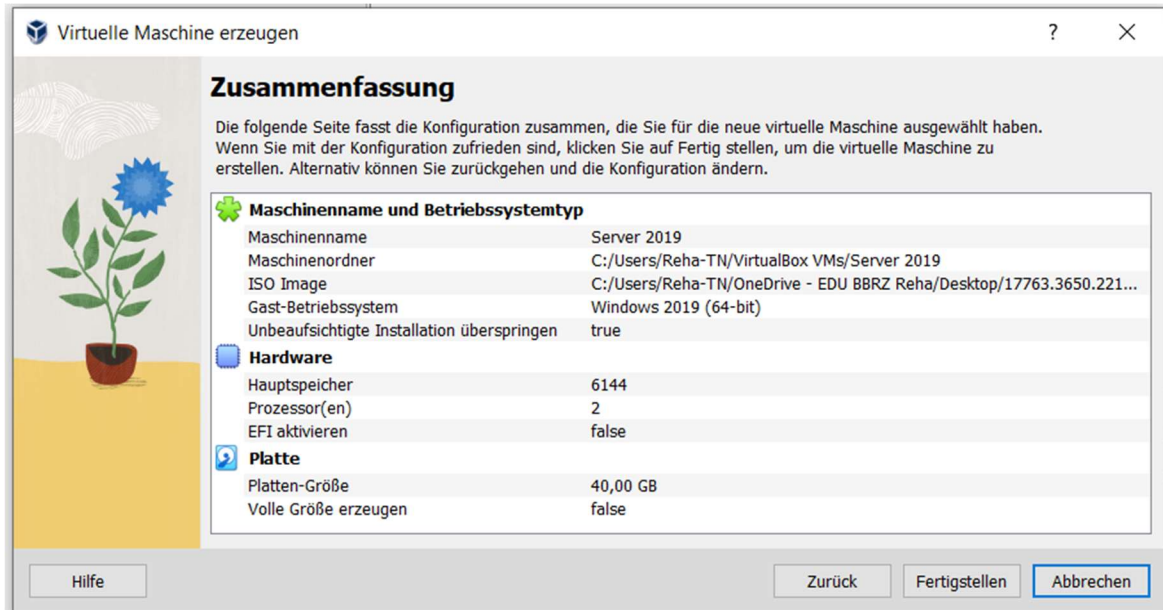 Virtuelle Maschine erzeugen
Zusammenfassung
Die folgende Seite fasst die Konfiguration zusammen, die Sie für die neue virtuelle Maschine ausgewählt haben.
Wenn Sie mit der Konfiguration zufrieden sind, klicken Sie auf Fertig stellen, um die virtuelle Maschine zu
erstellen. Alternativ können Sie zurückgehen und die Konfiguration ändern.
Maschinenname und Betriebssystemtyp
Maschinenname Server 2019
Maschinenordner C:/Users/Reha-TN/VirtualBox VMs/Server 2019
ISO Image C:/Users/Reha-TN/OneDrive - EDU BBRZ Reha/Desktop/17763.3650.221...
Gast-Betriebssystem Windows 2019 (64-bit)
Unbeaufsichtigte Installation überspringen true
Hardware
Hauptspeicher 6144
Prozessor(en) 2
EFI aktivieren false
Platte
Platten-Größe 40,00 GB
Volle Größe erzeugen false
Hilfe Zurück Fertigstellen Abbrechen